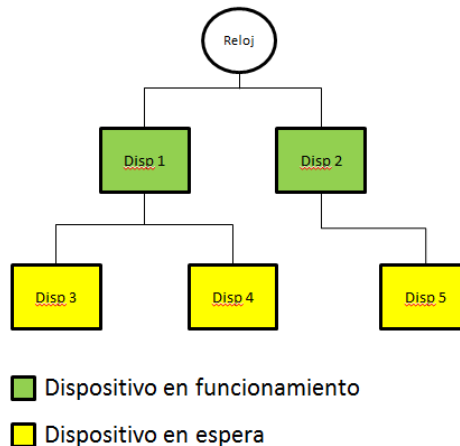 Reloj
Disp 1
Disp 2
Disp 3
Disp 4
Disp 5
Dispositivo en funcionamiento
Dispositivo en espera